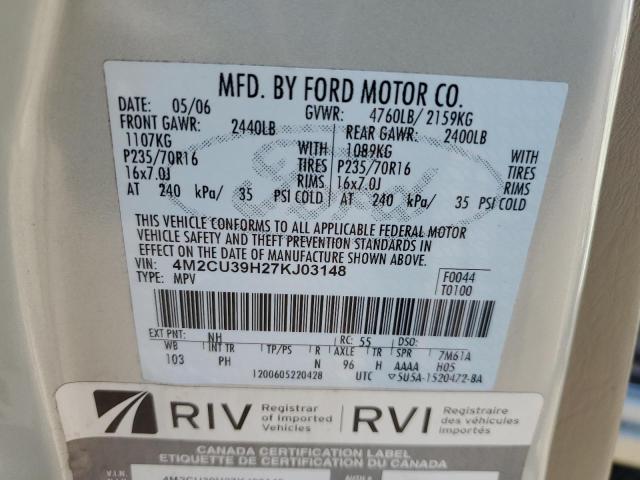 MFD. BY FORD MOTOR CO.
DATE: 05/06 GVWR: 4760LB/ 2159KG
FRONT GAWR: 2440LB REAR GAWR: 2400LB
1107KG WITH 1089KG WITH
P235/70R16 TIRES P235/70R16 TIRES
16x7.0J RIMS 16x7.0J RIMS
AT 240 kPa/ 35 PSI COLD AT 240 kPa/ 35 PSI COLD
THIS VEHICLE CONFORMS TO ALL APPLICABLE FEDERAL MOTOR
VEHICLE SAFETY AND THEFT PREVENTION STANDARDS IN
EFFECT ON THE DATE OF MANUFACTURE SHOWN ABOVE.
VIN: 4M2CU39H27KJ03148 F0044
TYPE: MPV T0100
EXT PNT: NH RC: 55 DSO:
WB INT TR TP/PS R AXLE TR SPR 7M61A
103 PH N 96 H AAAA H05
1200605220428 UTC 5U5A-1520472-BA
RIV Registrar of Imported Vehicles RVI Registraire des véhicules importés
CANADA CERTIFICATION LABEL
ETIQUETTE DE CERTIFICATION DU CANADA
V.I.N.